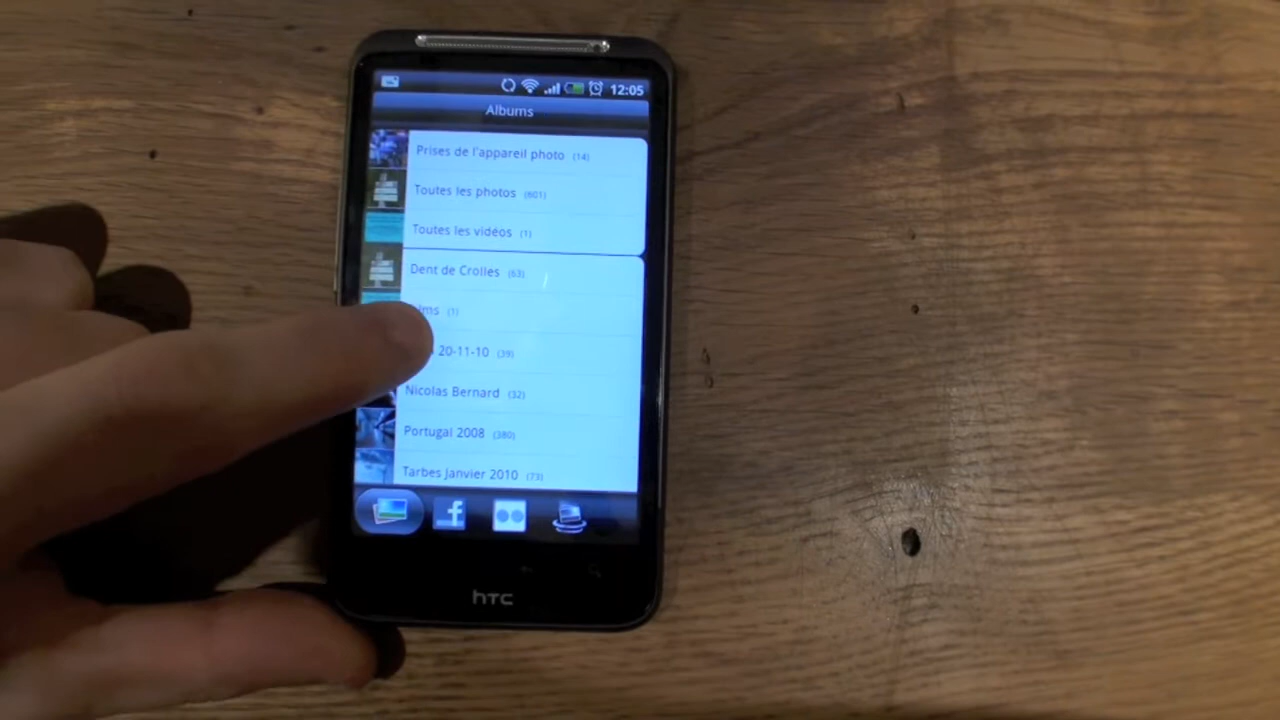 12:05
Albums
Prises de l'appareil photo (14)
Toutes les photos (601)
Toutes les vidéos (1)
Dent de Crolles (63)
(1)
20-11-10 (39)
Nicolas Bernard (32)
Portugal 2008 (380)
Tarbes Janvier 2010 (73)
f
hTC